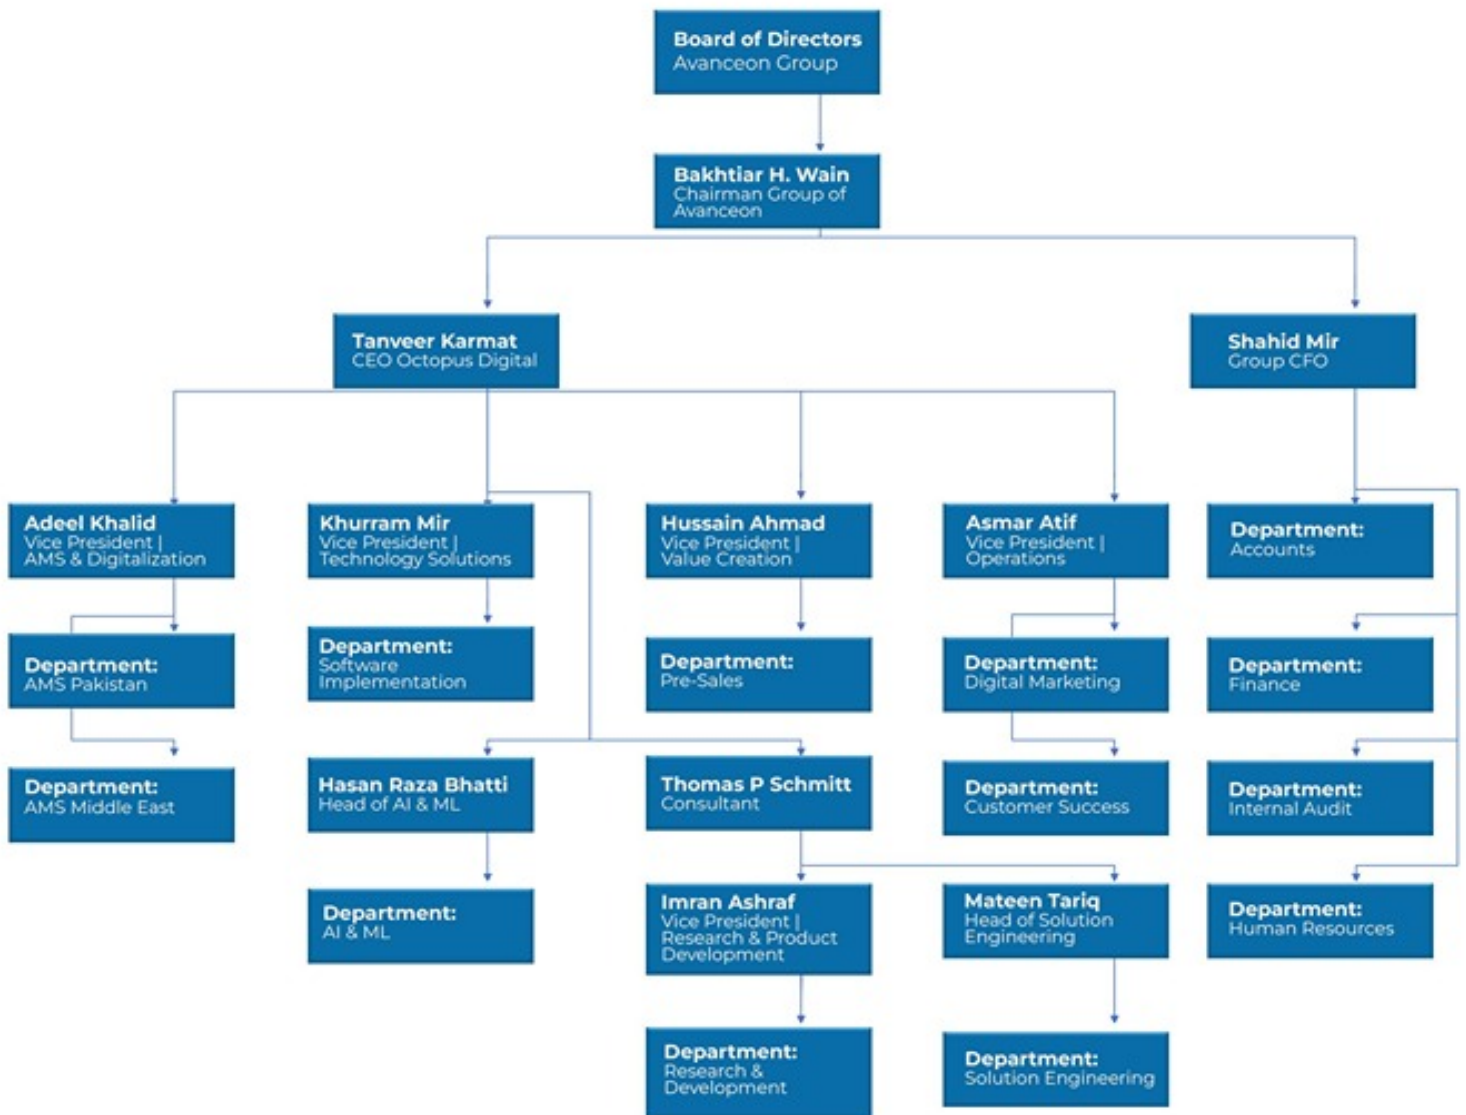 Board of Directors
Avanceon Group
Bakhtiar H. Wain
Chairman Group of
Avanceon
Tanveer Karmat
CEO Octopus Digital
Shahid Mir
Group CFO
Adeel Khalid
Vice President |
AMS & Digitalization
Khurram Mir
Vice President |
Technology Solutions
Hussain Ahmad
Vice President |
Value Creation
Asmar Atif
Vice President |
Operations
Department:
Accounts
Department:
AMS Pakistan
Department:
Software
Implementation
Department:
Pre-Sales
Department:
Digital Marketing
Department:
Finance
Department:
AMS Middle East
Hasan Raza Bhatti
Head of AI & ML
Thomas P Schmitt
Consultant
Department:
Customer Success
Department:
Internal Audit
Department:
AI & ML
Imran Ashraf
Vice President |
Research & Product
Development
Mateen Tariq
Head of Solution
Engineering
Department:
Human Resources
Department:
Research &
Development
Department:
Solution Engineering